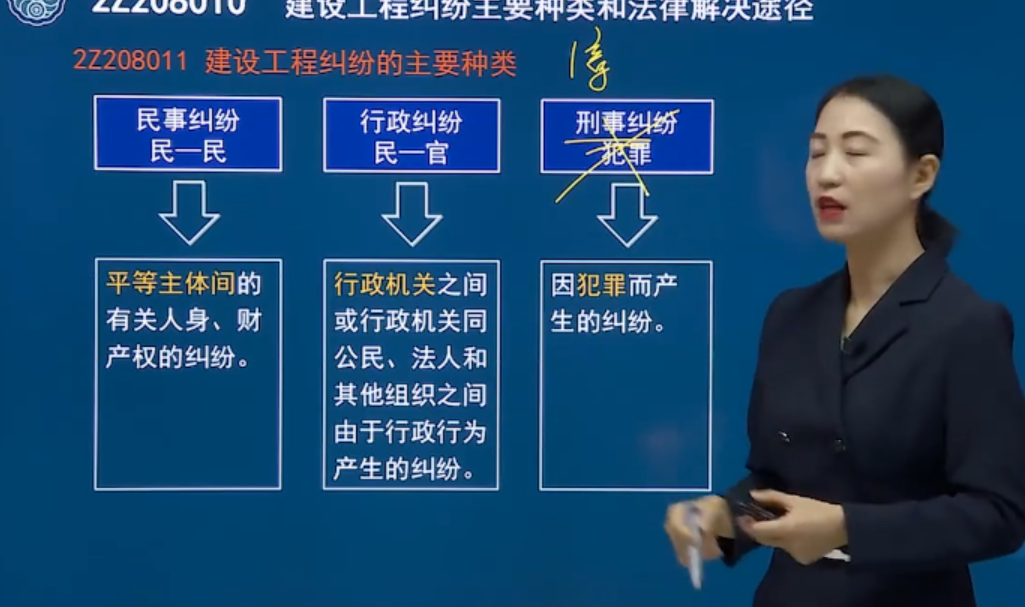 2Z208010 建设工程纠纷主要种类和法律解决途径
2Z208011 建设工程纠纷的主要种类
民事纠纷
民—民
行政纠纷
民—官
刑事纠纷
犯罪
平等主体间的
有关人身、财
产权的纠纷。
行政机关之间
或行政机关同
公民、法人和
其他组织之间
由于行政行为
产生的纠纷。
因犯罪而产
生的纠纷。